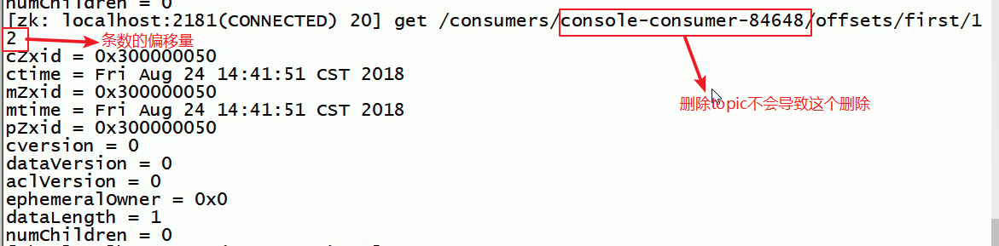 numChildren = 0
[zk: localhost:2181(CONNECTED) 20] get /consumers/console-consumer-84648/offsets/first/1
2 条数的偏移量
cZxid = 0x300000050
ctime = Fri Aug 24 14:41:51 CST 2018
mZxid = 0x300000050
删除topic不会导致这个删除
mtime = Fri Aug 24 14:41:51 CST 2018
pZxid = 0x300000050
cversion = 0
dataVersion = 0
aclVersion = 0
ephemeralOwner = 0x0
dataLength = 1
numChildren = 0